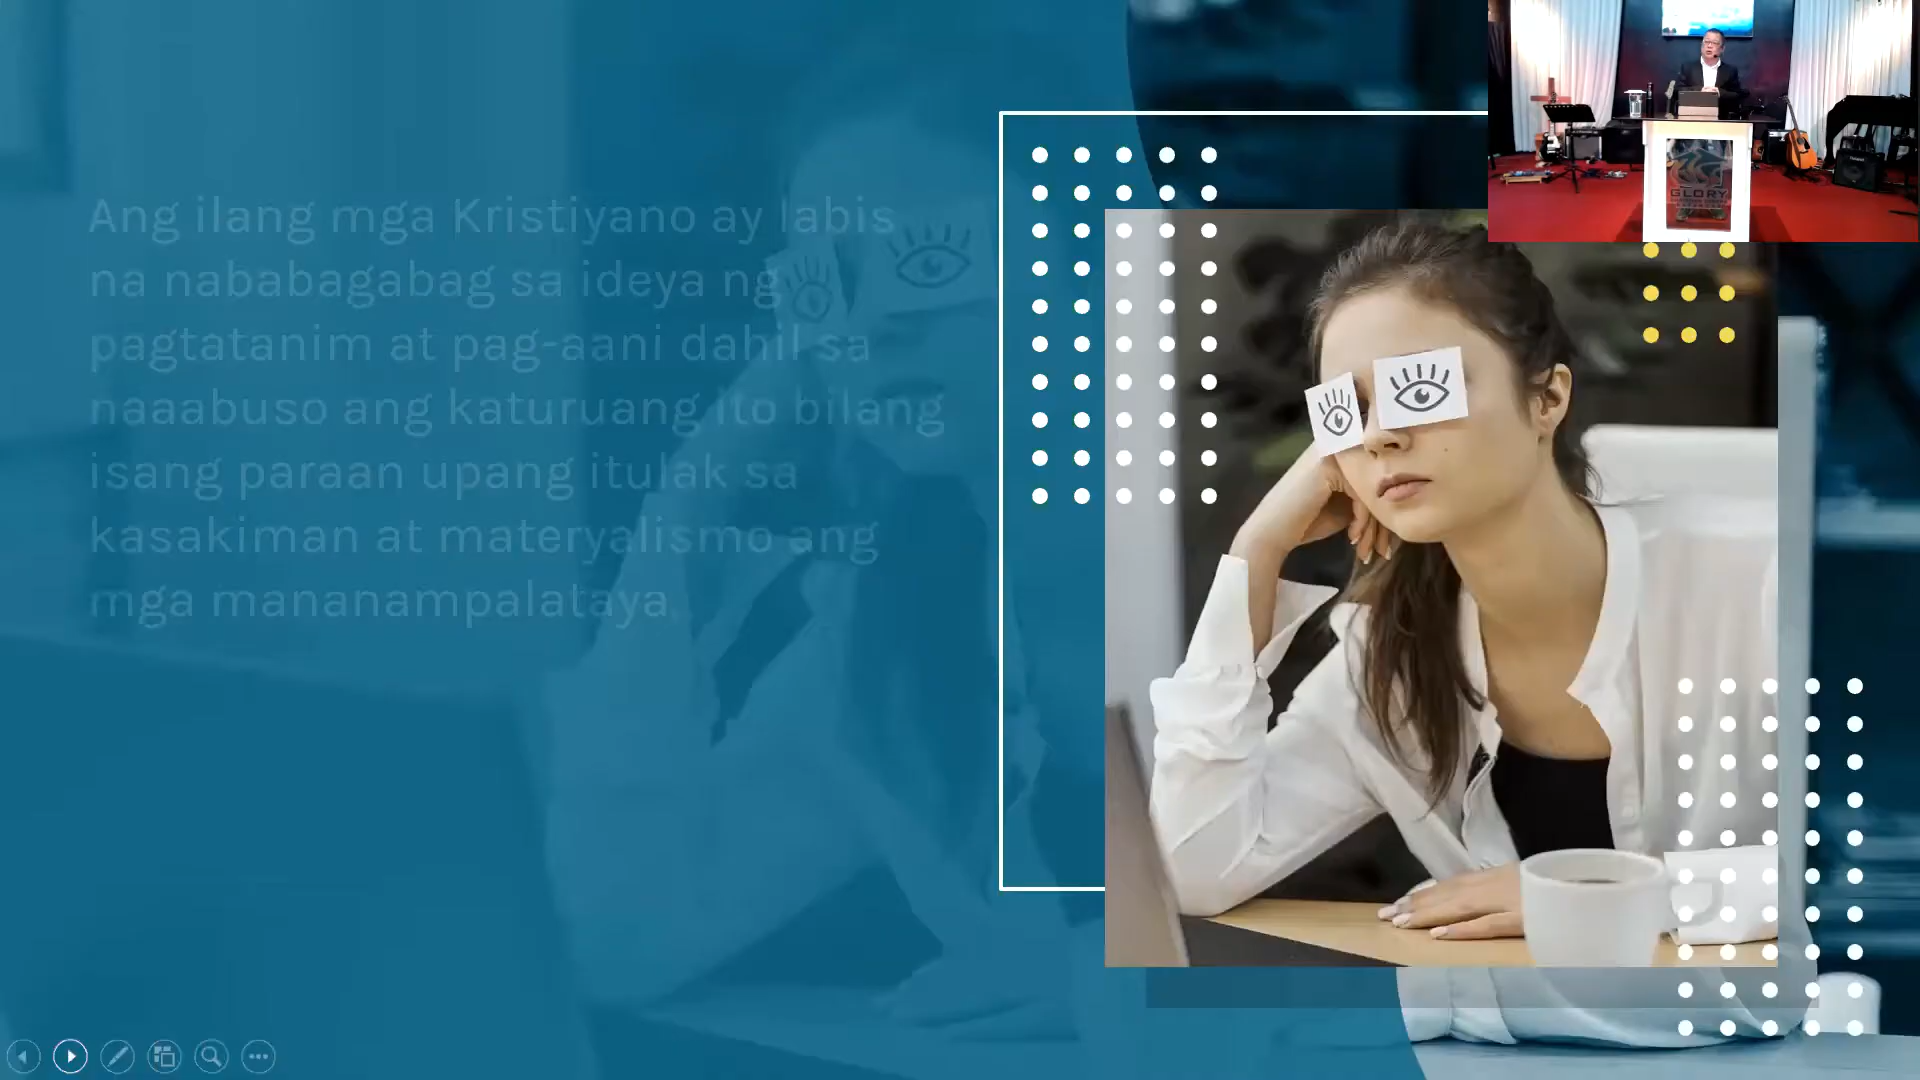 Ang ilang mga Kristiyano ay labis
na nababagabag sa ideya ng
pagtatanim at pag-aani dahil sa
naaabuso ang katuruang ito bilang
isang paraan upang itulak sa
kasakiman at materyalismo ang
mga mananampalataya.
GLORY